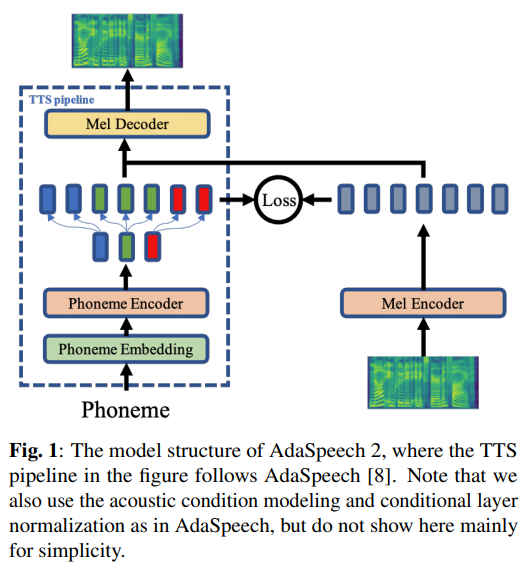 TTS pipeline
Mel Decoder
Loss
Phoneme Encoder
Mel Encoder
Phoneme Embedding
Phoneme
Fig. 1: The model structure of AdaSpeech 2, where the TTS
pipeline in the figure follows AdaSpeech [8]. Note that we
also use the acoustic condition modeling and conditional layer
normalization as in AdaSpeech, but do not show here mainly
for simplicity.